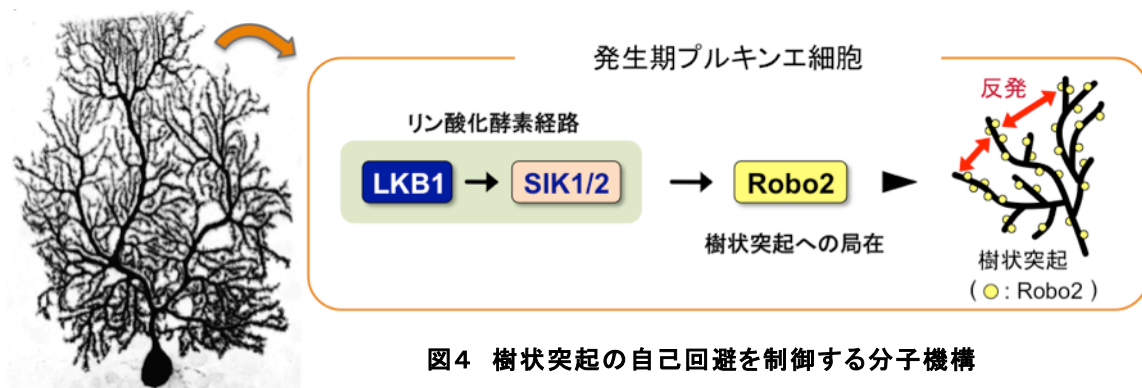 発生期プルキンエ細胞
リン酸化酵素経路
LKB1
SIK1/2
Robo2
樹状突起への局在
反発
樹状突起
( : Robo2 )
図4 樹状突起の自己回避を制御する分子機構